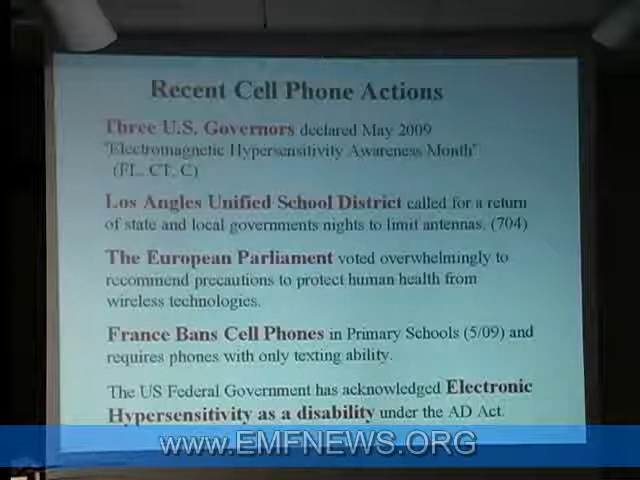 Recent Cell Phone Actions
Three U.S. Governors declared May 2009
"Electromagnetic Hypersensitivity Awareness Month"
(FL, CT, C)
Los Angles Unified School District called for a return
of state and local governments nights to limit antennas. (704)
The European Parliament voted overwhelmingly to
recommend precautions to protect human health from
wireless technologies.
France Bans Cell Phones in Primary Schools (5/09) and
requires phones with only texting ability.
The US Federal Government has acknowledged Electronic
Hypersensitivity as a disability under the AD Act.
www.EMFNEWS.ORG